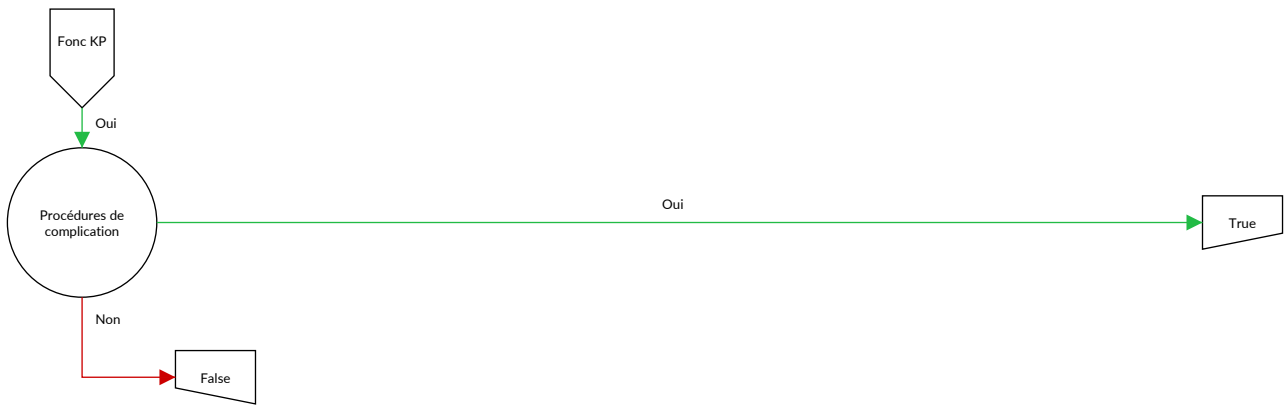 Fonc KP
Oui
Procédures de
complication
Oui
True
Non
False